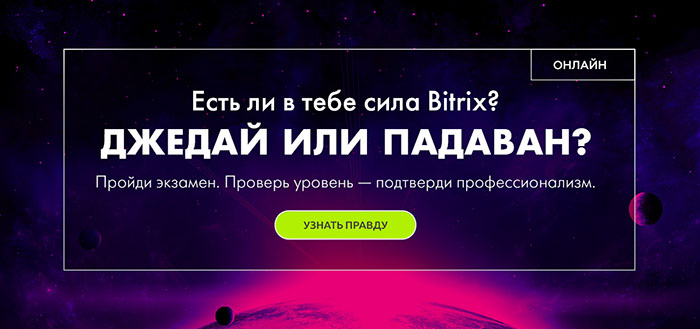 ОНЛАЙН
Есть ли в тебе сила Bitrix?
ДЖЕДАЙ ИЛИ ПАДАВАН?
Пройди экзамен. Проверь уровень — подтверди профессионализм.
УЗНАТЬ ПРАВДУ